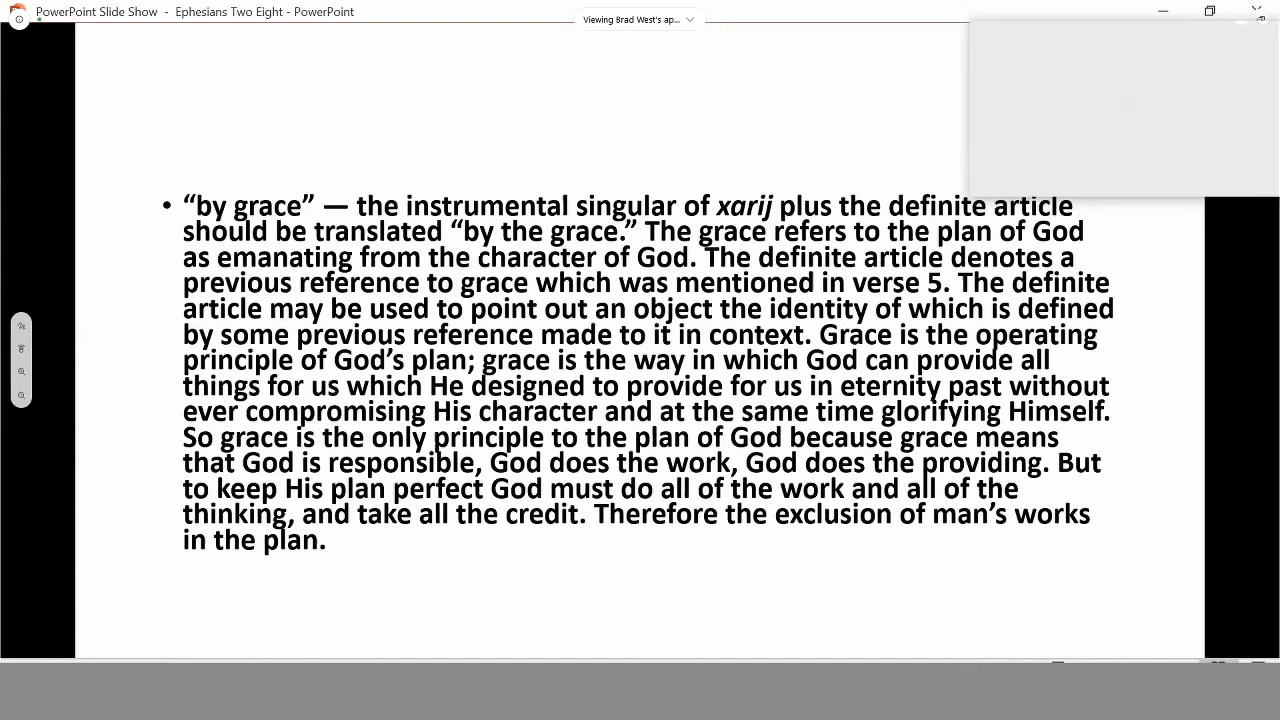 PowerPoint Slide Show - Ephesians Two Eight - PowerPoint
Viewing Brad West's ap...
• “by grace” — the instrumental singular of xarij plus the definite article
should be translated “by the grace.” The grace refers to the plan of God
as emanating from the character of God. The definite article denotes a
previous reference to grace which was mentioned in verse 5. The definite
article may be used to point out an object the identity of which is defined
by some previous reference made to it in context. Grace is the operating
principle of God’s plan; grace is the way in which God can provide all
things for us which He designed to provide for us in eternity past without
ever compromising His character and at the same time glorifying Himself.
So grace is the only principle to the plan of God because grace means
that God is responsible, God does the work, God does the providing. But
to keep His plan perfect God must do all of the work and all of the
thinking, and take all the credit. Therefore the exclusion of man’s works
in the plan.